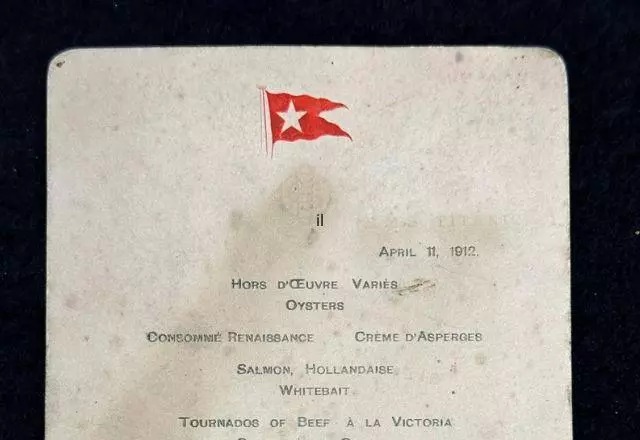 il
APRIL 11, 1912.
HORS D'ŒUVRE VARIÉS
OYSTERS
CONSOMMÉ RENAISSANCE CRÈME D'ASPERGES
SALMON, HOLLANDAISE
WHITEBAIT
TOURNADOS OF BEEF À LA VICTORIA